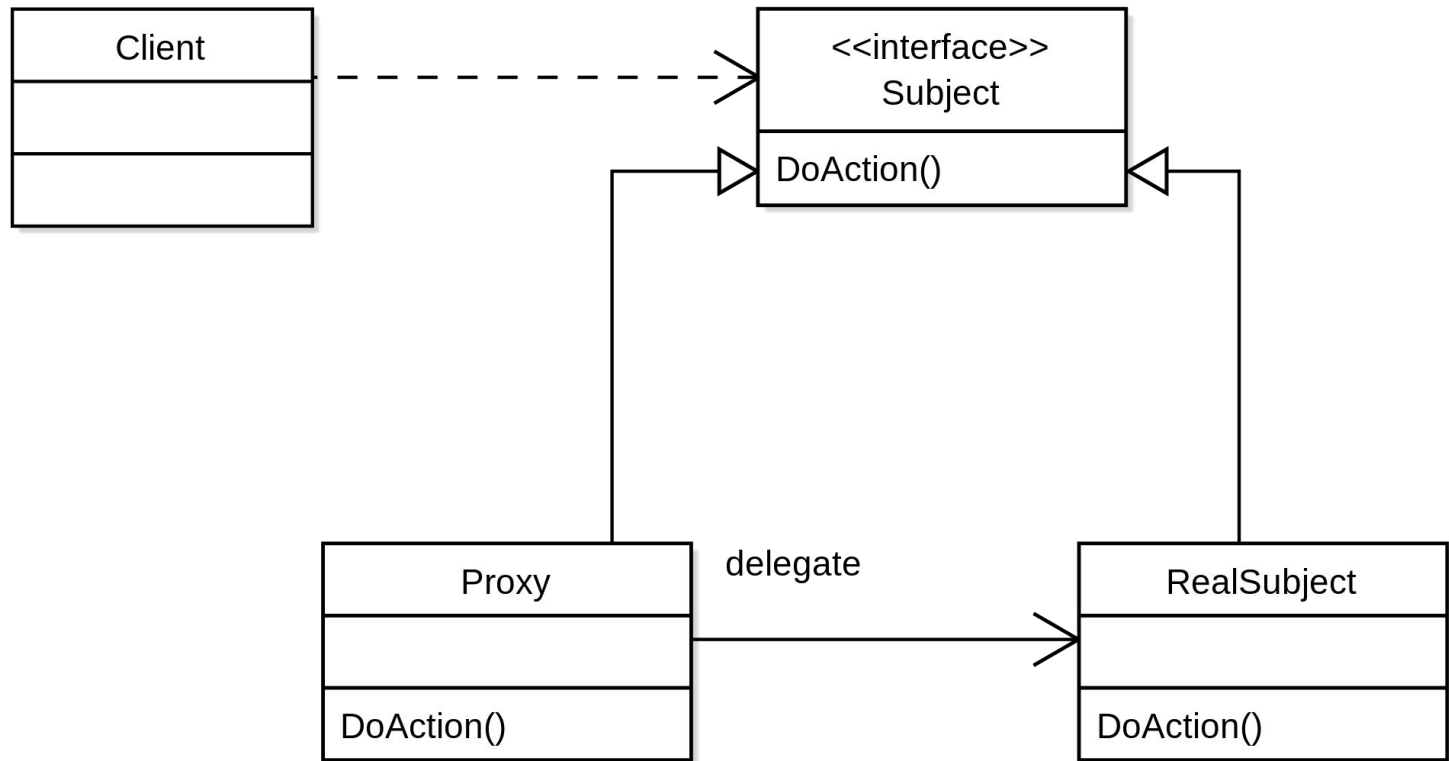 Client
<<interface>>
Subject
DoAction()
delegate
Proxy
RealSubject
DoAction()
DoAction()